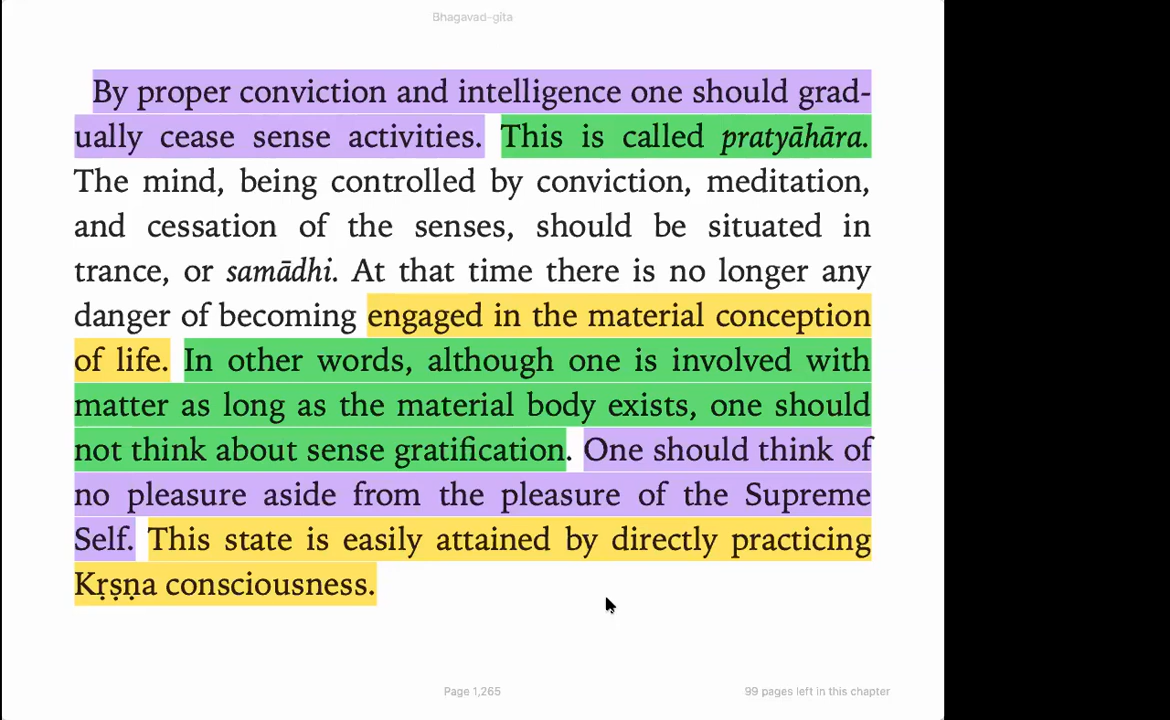 Bhagavad-gita
By proper conviction and intelligence one should grad-
ually cease sense activities. This is called pratyāhāra.
The mind, being controlled by conviction, meditation,
and cessation of the senses, should be situated in
trance, or samādhi. At that time there is no longer any
danger of becoming engaged in the material conception
of life. In other words, although one is involved with
matter as long as the material body exists, one should
not think about sense gratification. One should think of
no pleasure aside from the pleasure of the Supreme
Self. This state is easily attained by directly practicing
Kṛṣṇa consciousness.
Page 1,265
99 pages left in this chapter